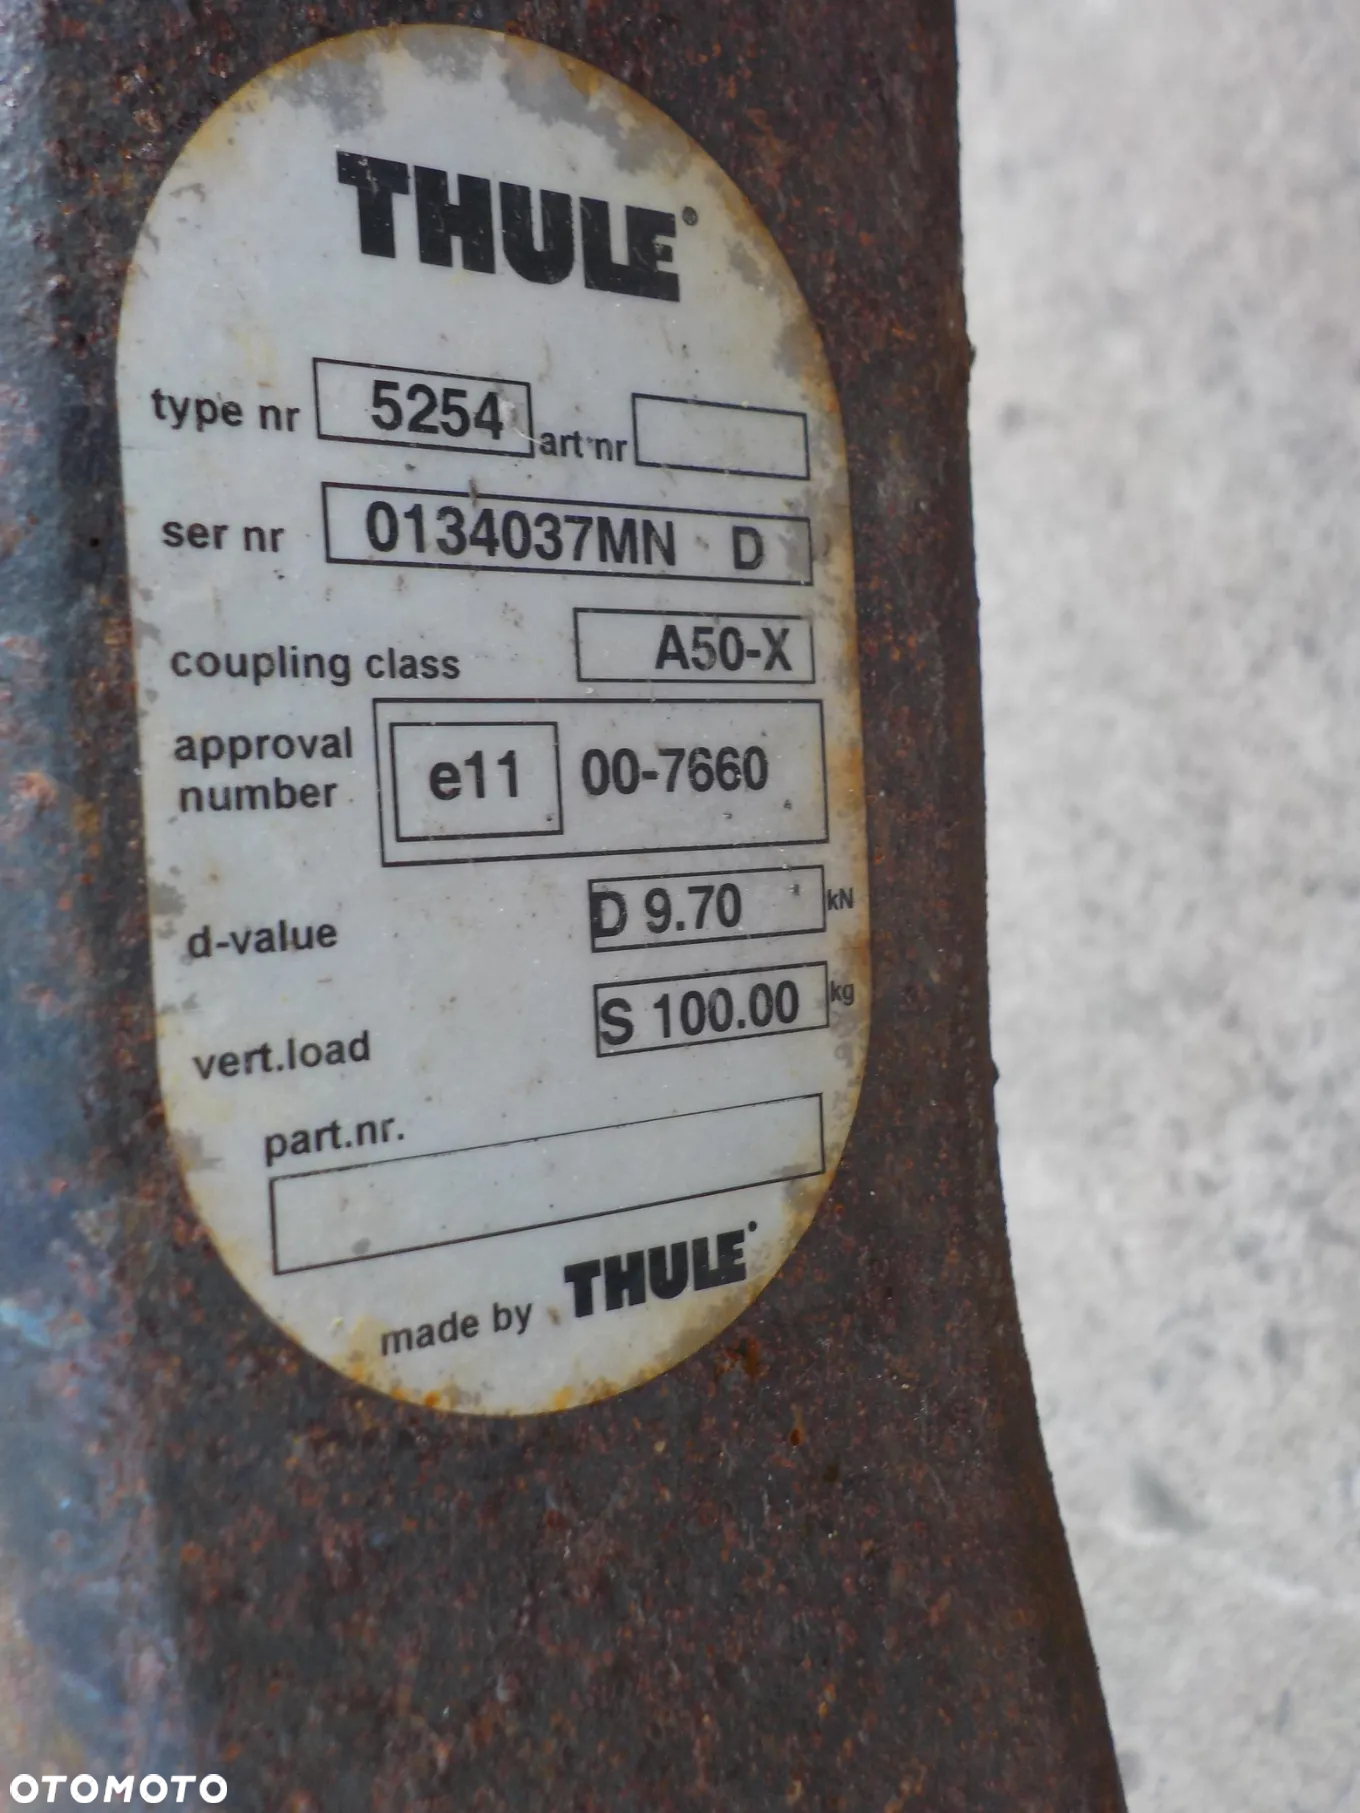 THULE®
type nr 5254 art nr
ser nr 0134037MN D
coupling class A50-X
approval
number e11 00-7660
d-value D 9.70 kN
vert.load S 100.00 kg
part.nr.
made by THULE
OTOMOTO